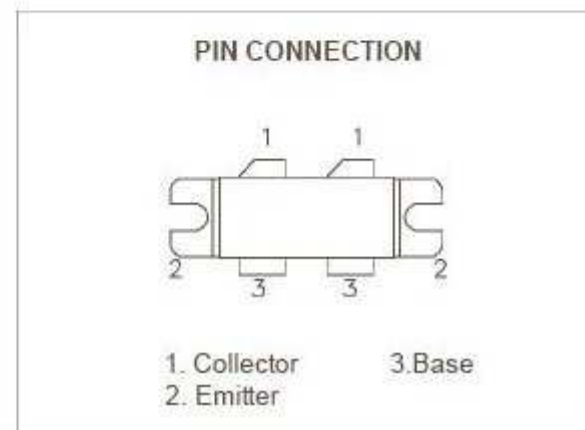 PIN CONNECTION
1 1
2 2
3 3
1. Collector 3.Base
2. Emitter